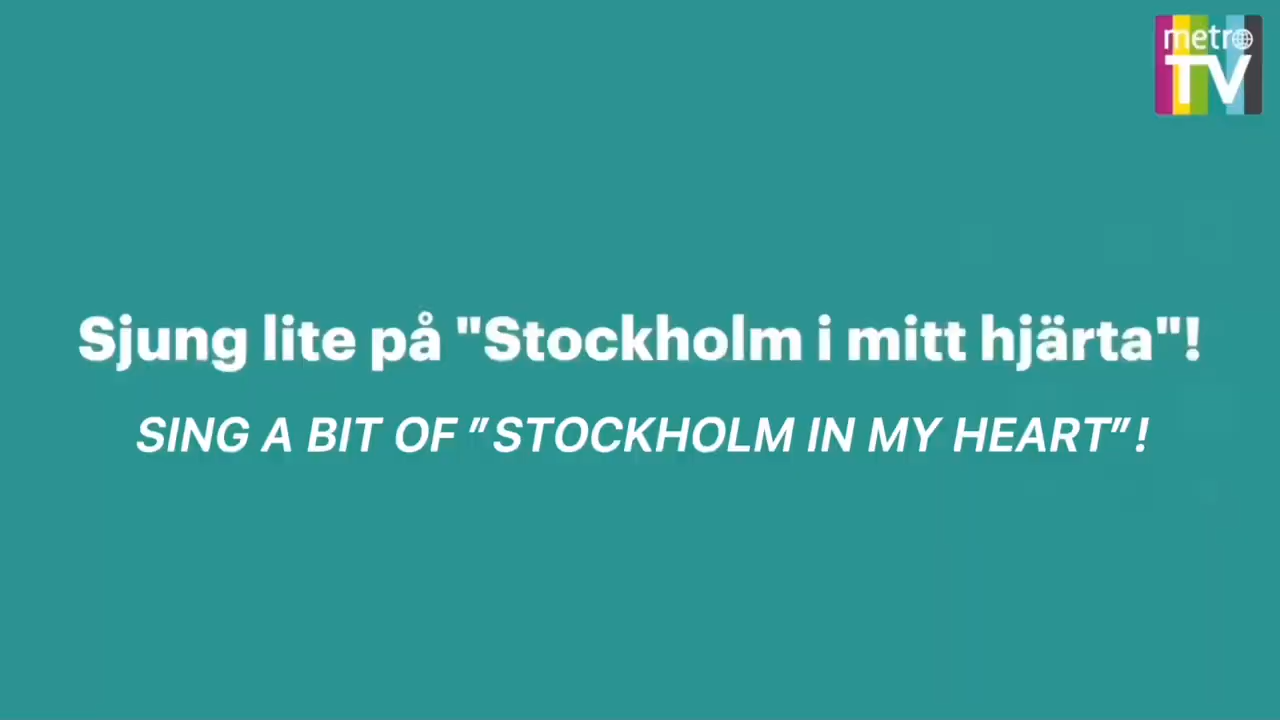 metro
TV
Sjung lite på "Stockholm i mitt hjärta"!
SING A BIT OF "STOCKHOLM IN MY HEART"!